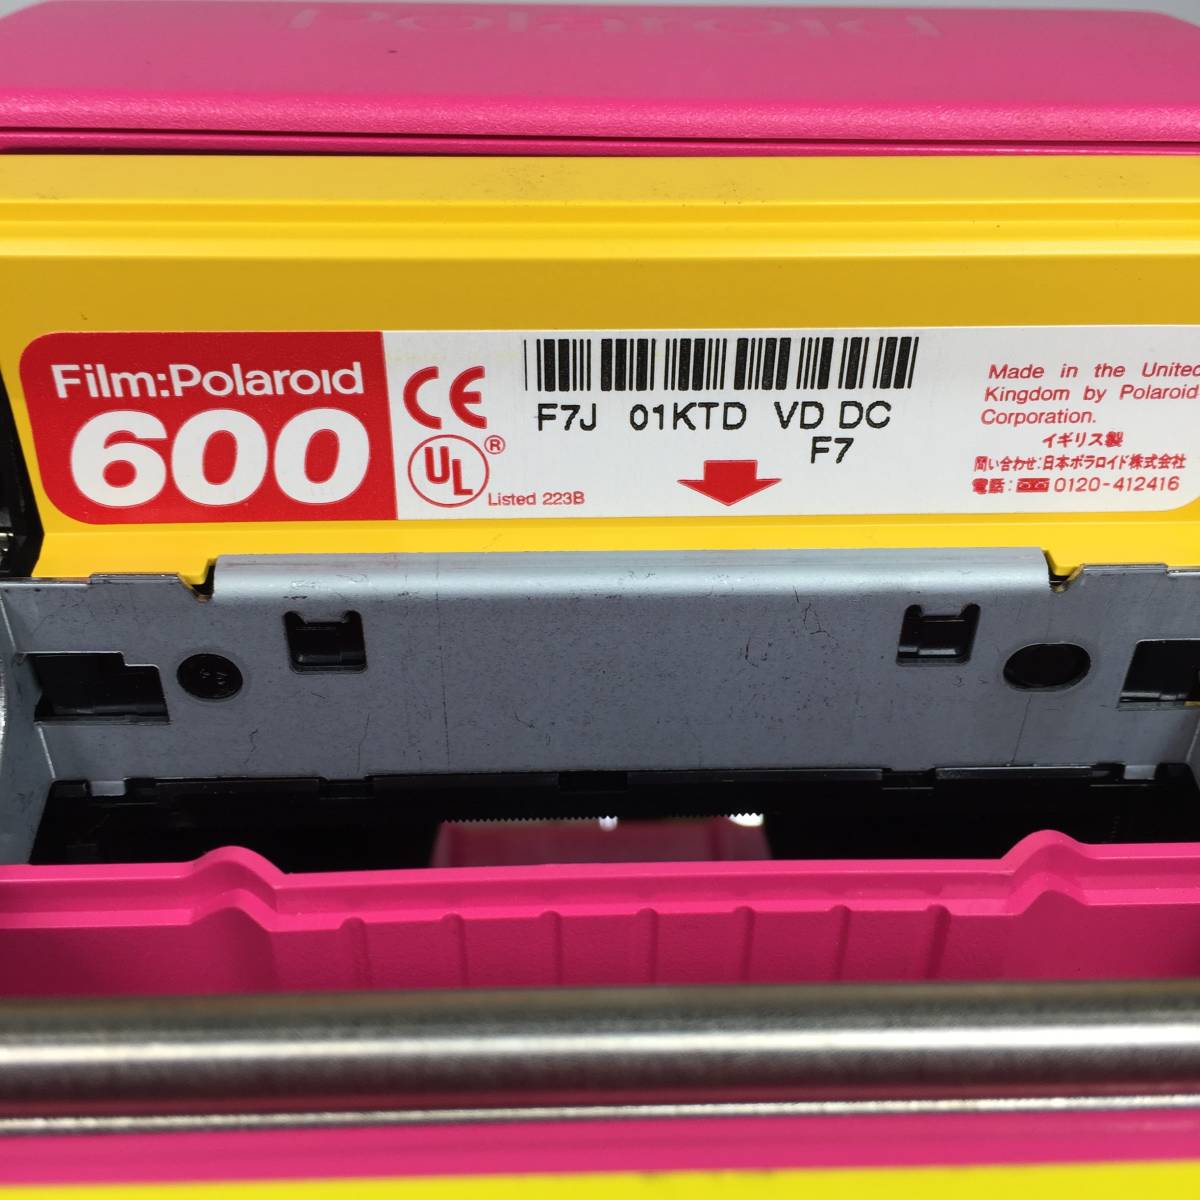 Polaroid
Film:Polaroid
600
CE
UL ®
Listed 223B
F7J 01KTD VD DC
F7
Made in the United
Kingdom by Polaroid
Corporation.
イギリス製
問い合わせ:日本ポラロイド株式会社
電話: 0120-412416